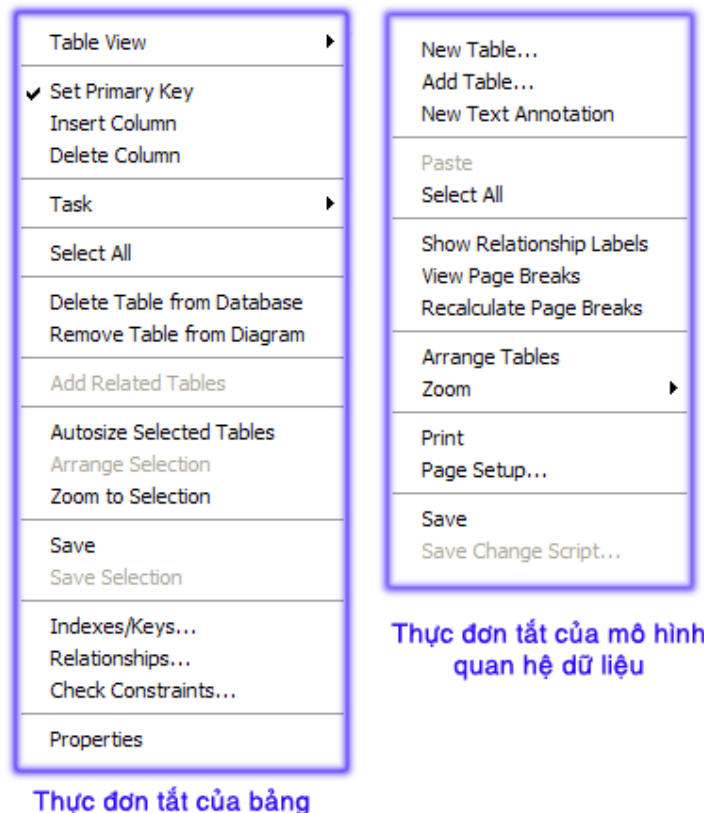 Table View
Set Primary Key
Insert Column
Delete Column
Task
Select All
Delete Table from Database
Remove Table from Diagram
Add Related Tables
Autosize Selected Tables
Arrange Selection
Zoom to Selection
Save
Save Selection
Indexes/Keys...
Relationships...
Check Constraints...
Properties
Thực đơn tắt của bảng
New Table...
Add Table...
New Text Annotation
Paste
Select All
Show Relationship Labels
View Page Breaks
Recalculate Page Breaks
Arrange Tables
Zoom
Print
Page Setup...
Save
Save Change Script...
Thực đơn tắt của mô hình
quan hệ dữ liệu